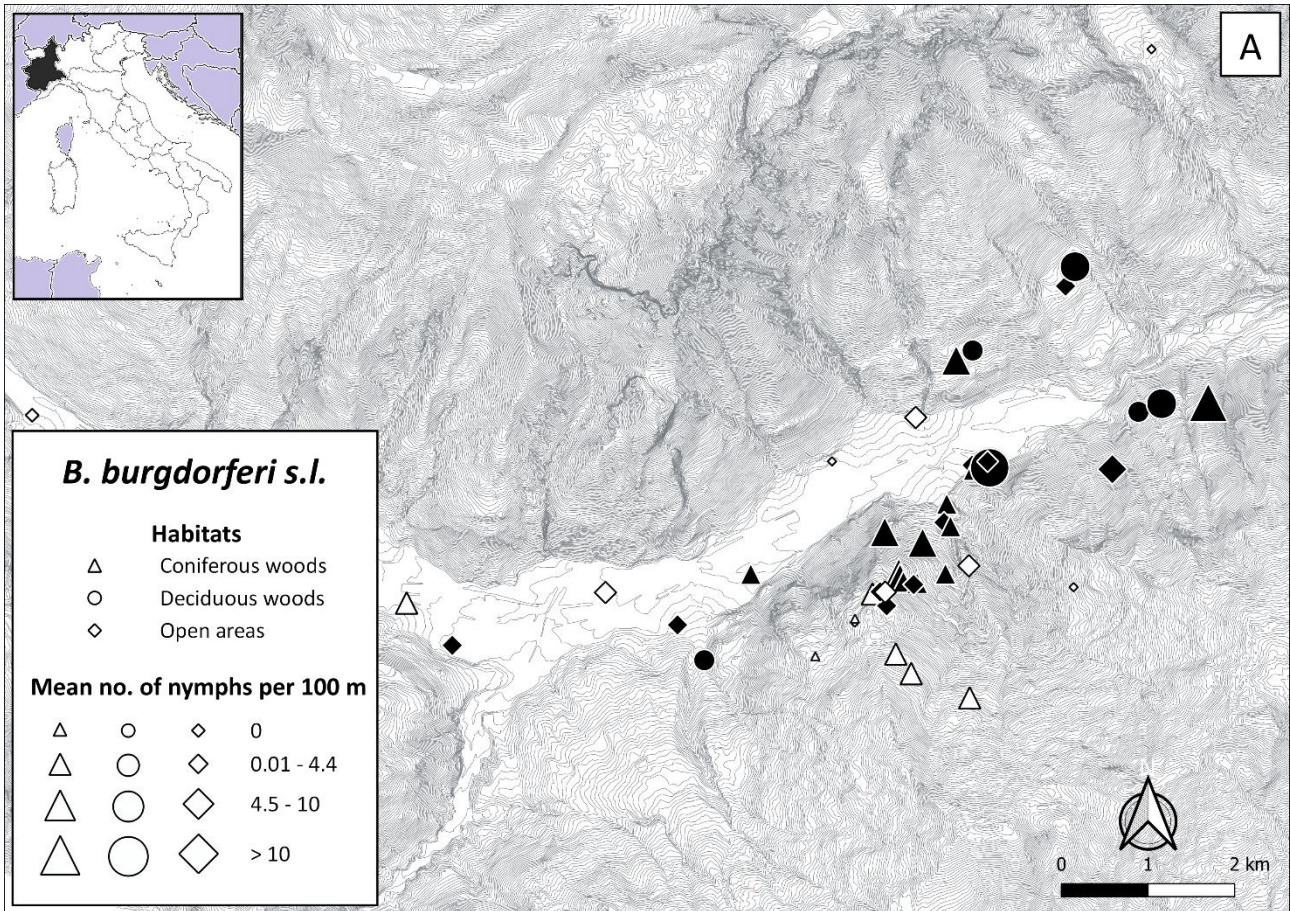 A
B. burgdorferi s.l.
Habitats
Coniferous woods
Deciduous woods
Open areas
Mean no. of nymphs per 100 m
0
0.01 - 4.4
4.5 - 10
> 10
N
0 1 2 km